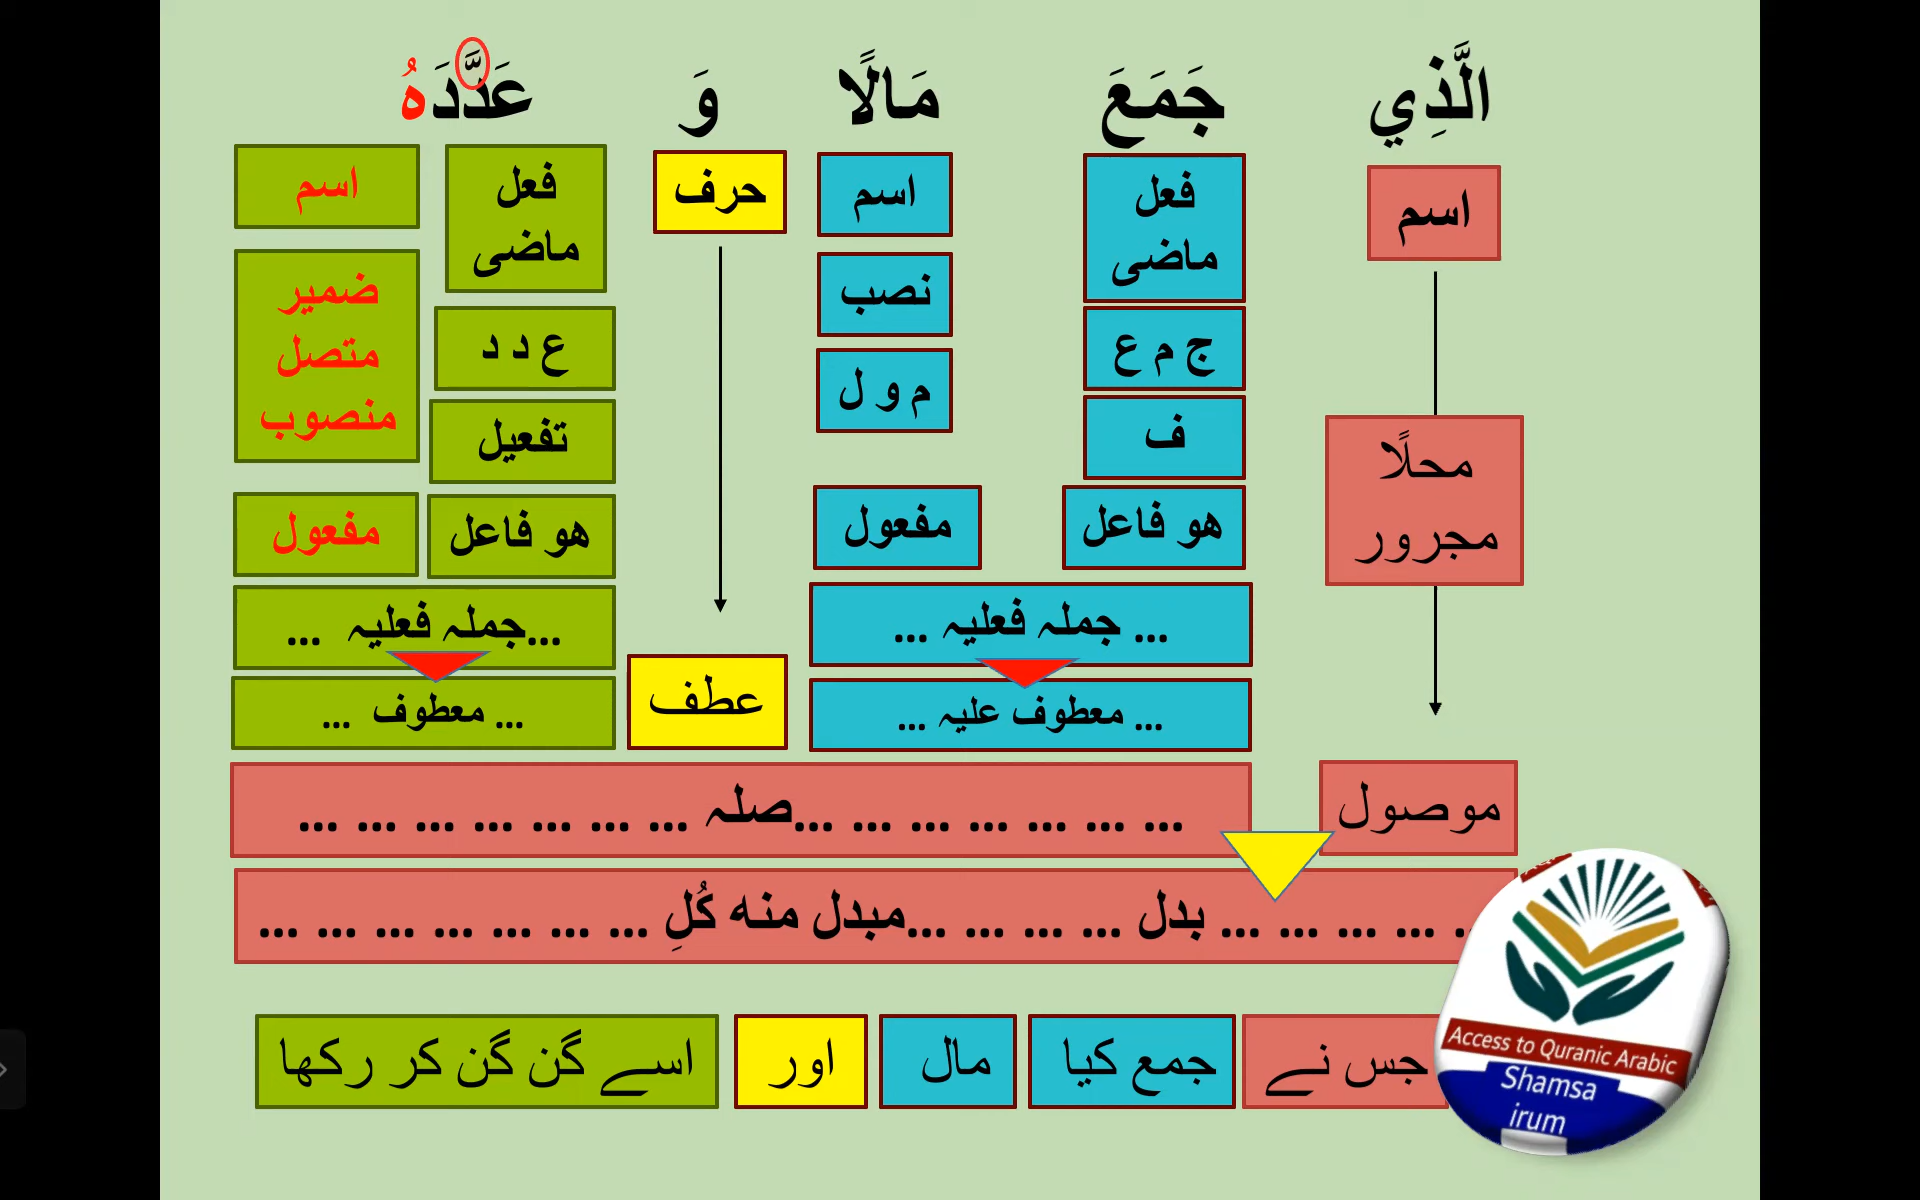 الَّذِي جَمَعَ مَالًا وَ عَدَّدَهُ
اسم
محلًا
مجرور
موصول
فعل
ماضی
ج م ع
ف
هو فاعل
اسم
نصب
م و ل
مفعول
... جملہ فعلیہ ...
... معطوف علیہ ...
حرف
عطف
فعل
ماضی
ع د د
تفعیل
هو فاعل
اسم
ضمیر
متصل
منصوب
مفعول
...جملہ فعلیہ ...
... معطوف ...
... ... ... ... ... ... ...صلہ ... ... ... ... ... ... ...
... ... ... ... ... بدل ... ... ... ...مبدل منه كُلِ ... ... ... ... ... ... ...
جس نے جمع کیا مال اور اسے گن گن کر رکھا
Access to Quranic Arabic
Shamsa
irum